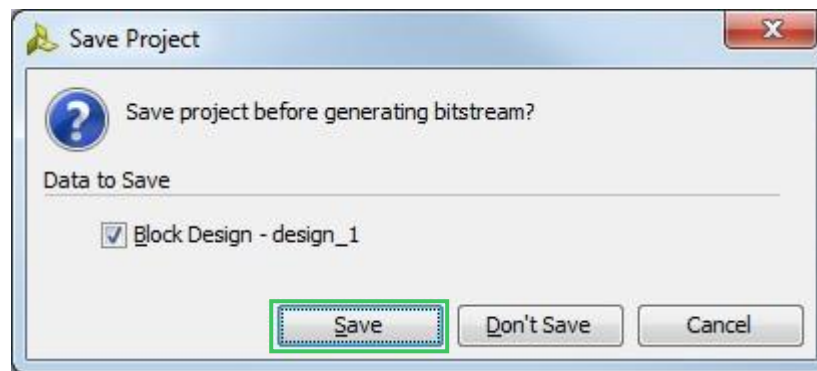 Save Project
Save project before generating bitstream?
Data to Save
Block Design - design_1
Save Don't Save Cancel